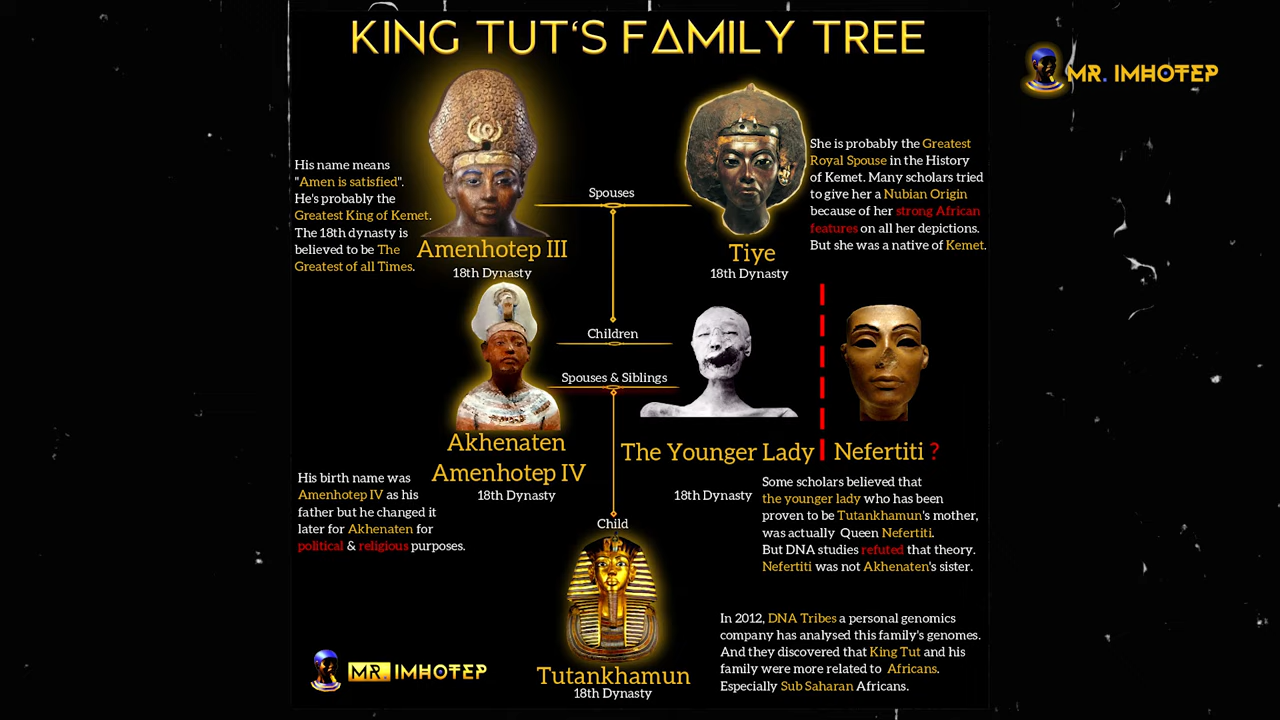 KING TUT'S FAMILY TREE
MR. IMHOTEP
His name means
"Amen is satisfied".
He's probably the
Greatest King of Kemet.
The 18th dynasty is
believed to be The
Greatest of all Times.
Amenhotep III
18th Dynasty
Spouses
Tiye
18th Dynasty
She is probably the Greatest
Royal Spouse in the History
of Kemet. Many scholars tried
to give her a Nubian Origin
because of her strong African
features on all her depictions.
But she was a native of Kemet.
Children
Spouses & Siblings
Akhenaten
Amenhotep IV
18th Dynasty
The Younger Lady
18th Dynasty
Nefertiti ?
His birth name was
Amenhotep IV as his
father but he changed it
later for Akhenaten for
political & religious purposes.
Some scholars believed that
the younger lady who has been
proven to be Tutankhamun's mother,
was actually Queen Nefertiti.
But DNA studies refuted that theory.
Nefertiti was not Akhenaten's sister.
Child
Tutankhamun
18th Dynasty
In 2012, DNA Tribes a personal genomics
company has analysed this family's genomes.
And they discovered that King Tut and his
family were more related to Africans.
Especially Sub Saharan Africans.
MR. IMHOTEP